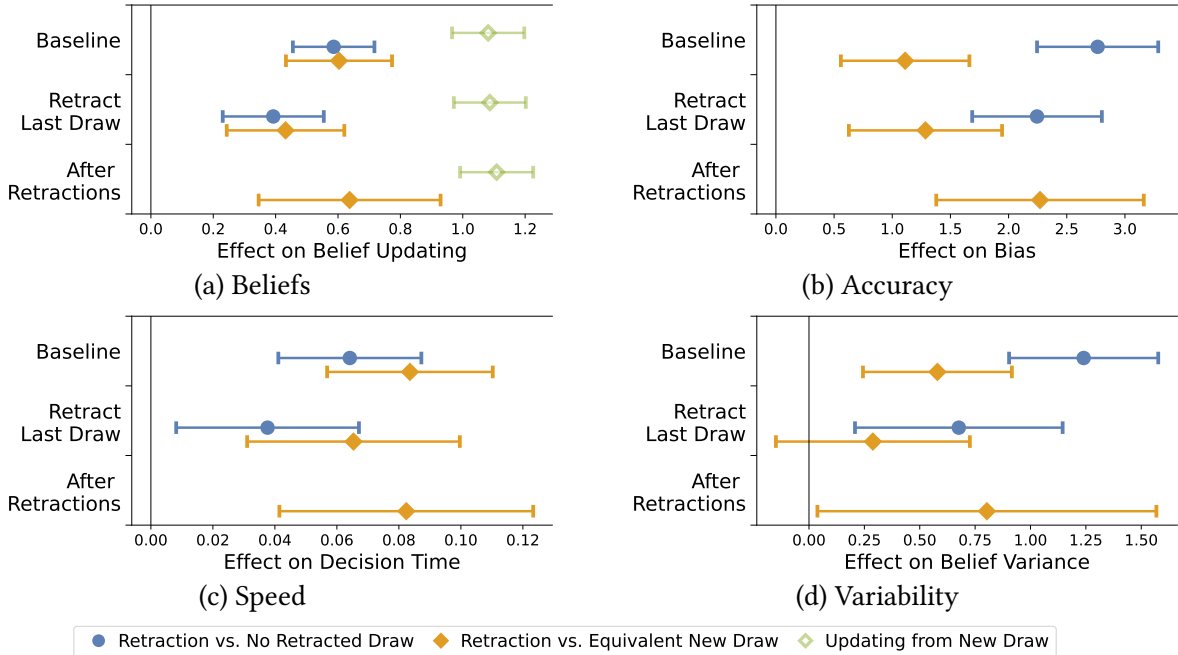 Baseline
Retract
Last Draw
After
Retractions
0.0 0.2 0.4 0.6 0.8 1.0 1.2
Effect on Belief Updating
(a) Beliefs
Baseline
Retract
Last Draw
After
Retractions
0.0 0.5 1.0 1.5 2.0 2.5 3.0
Effect on Bias
(b) Accuracy
Baseline
Retract
Last Draw
After
Retractions
0.00 0.02 0.04 0.06 0.08 0.10 0.12
Effect on Decision Time
(c) Speed
Baseline
Retract
Last Draw
After
Retractions
0.00 0.25 0.50 0.75 1.00 1.25 1.50
Effect on Belief Variance
(d) Variability
Retraction vs. No Retracted Draw Retraction vs. Equivalent New Draw Updating from New Draw